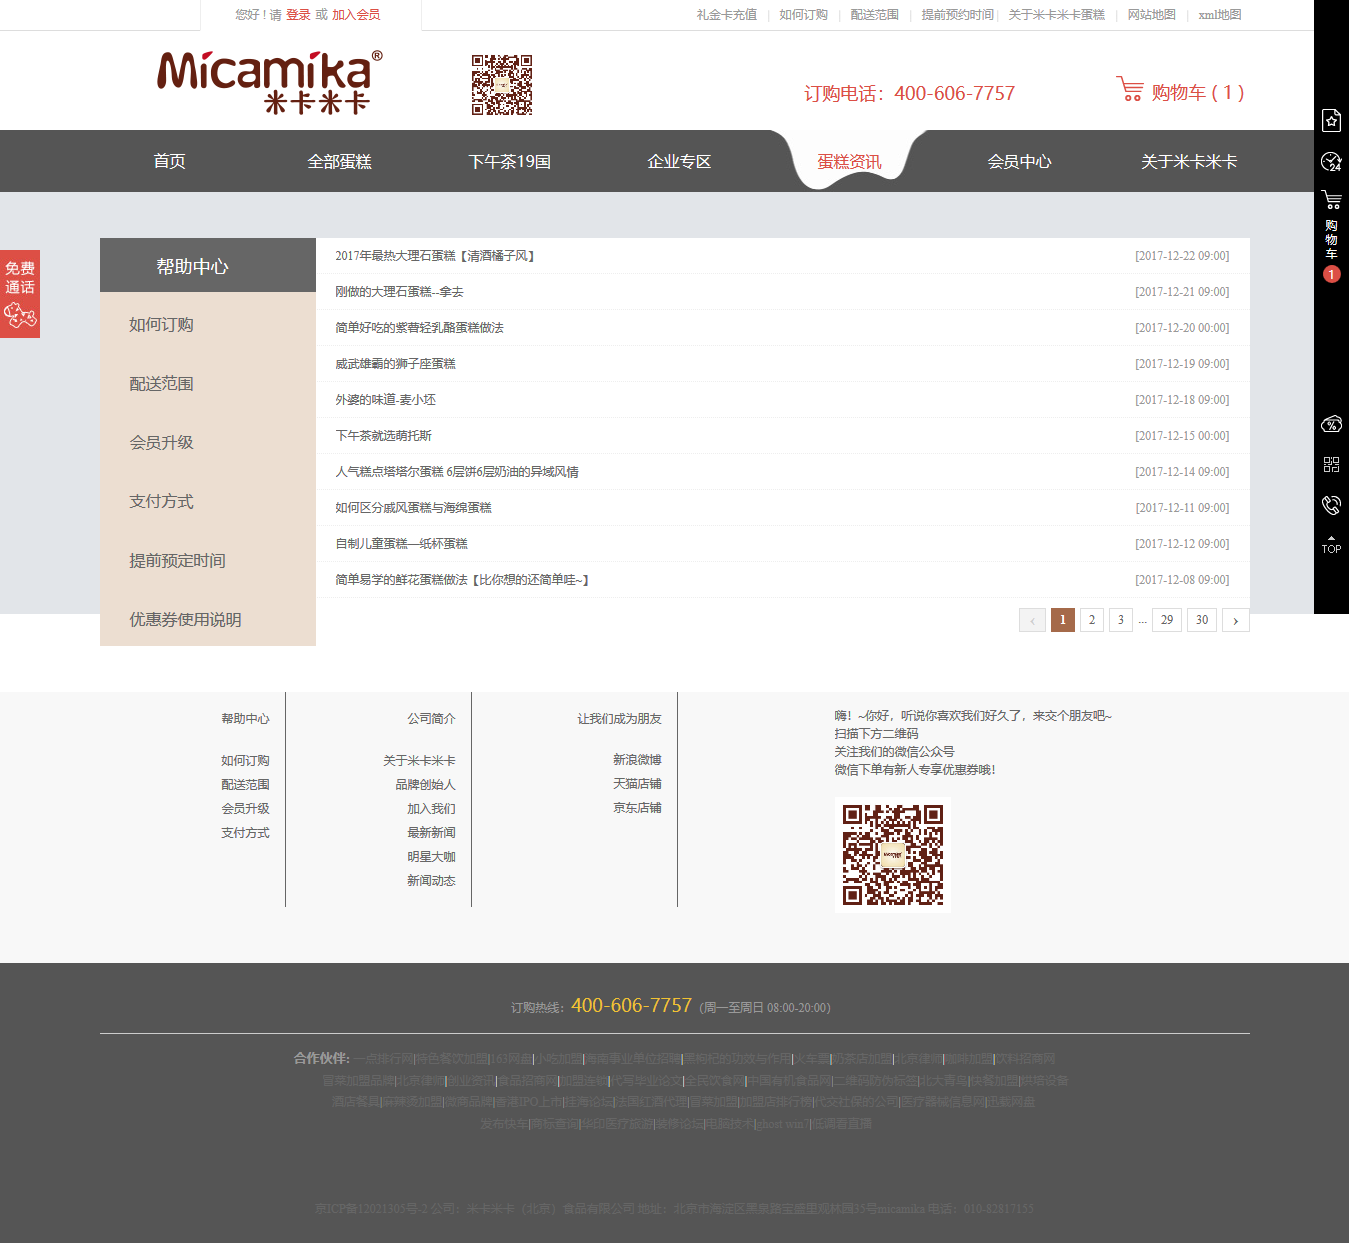 您好 ! 请 登录 或 加入会员
礼金卡充值 | 如何订购 | 配送范围 | 提前预约时间 | 关于米卡米卡蛋糕 | 网站地图 | xml地图
Micamika®
米卡米卡
订购电话：400-606-7757
购物车 ( 1 )
首页 全部蛋糕 下午茶19国 企业专区 蛋糕资讯 会员中心 关于米卡米卡
24
购物车
1
TOP
免费
通话
帮助中心
如何订购
配送范围
会员升级
支付方式
提前预定时间
优惠券使用说明
2017年最热大理石蛋糕【清酒橘子风】 [2017-12-22 09:00]
刚做的大理石蛋糕--拿去 [2017-12-21 09:00]
简单好吃的紫薯轻乳酪蛋糕做法 [2017-12-20 00:00]
威武雄霸的狮子座蛋糕 [2017-12-19 09:00]
外婆的味道-麦小坯 [2017-12-18 09:00]
下午茶就选萌托斯 [2017-12-15 00:00]
人气糕点塔塔尔蛋糕 6层饼6层奶油的异域风情 [2017-12-14 09:00]
如何区分戚风蛋糕与海绵蛋糕 [2017-12-11 09:00]
自制儿童蛋糕—纸杯蛋糕 [2017-12-12 09:00]
简单易学的鲜花蛋糕做法【比你想的还简单哇~】 [2017-12-08 09:00]
‹ 1 2 3 ... 29 30 ›
帮助中心
如何订购
配送范围
会员升级
支付方式
公司简介
关于米卡米卡
品牌创始人
加入我们
最新新闻
明星大咖
新闻动态
让我们成为朋友
新浪微博
天猫店铺
京东店铺
嗨！~你好，听说你喜欢我们好久了，来交个朋友吧~
扫描下方二维码
关注我们的微信公众号
微信下单有新人专享优惠券哦!
订购热线：400-606-7757（周一至周日 08:00-20:00）
合作伙伴: 一点排行网|特色餐饮加盟|163网盘|小吃加盟|海南事业单位招聘|黑枸杞的功效与作用|火车票|奶茶店加盟|北京建筑|咖啡加盟|饮料招商网
冒菜加盟品牌|北京建筑|创业资讯|食品招商网|加盟连锁|代写毕业论文|全民饮食网|中国有机食品网|二维码防伪标签|北大青鸟|快餐加盟|烘培设备
酒店餐具|麻辣烫加盟|微商品牌|香港IPO上市|挂海论坛|法国红酒代理|冒菜加盟|加盟店排行榜|代交社保的公司|医疗器械信息网|迅载网盘
发布快车|商标查询|华印医疗旅游|装修论坛|电脑技术|ghost win7|低调看直播
京ICP备12021305号-2 公司：米卡米卡（北京）食品有限公司 地址：北京市海淀区黑泉路宝盛里观林园35号micamika 电话：010-82817155